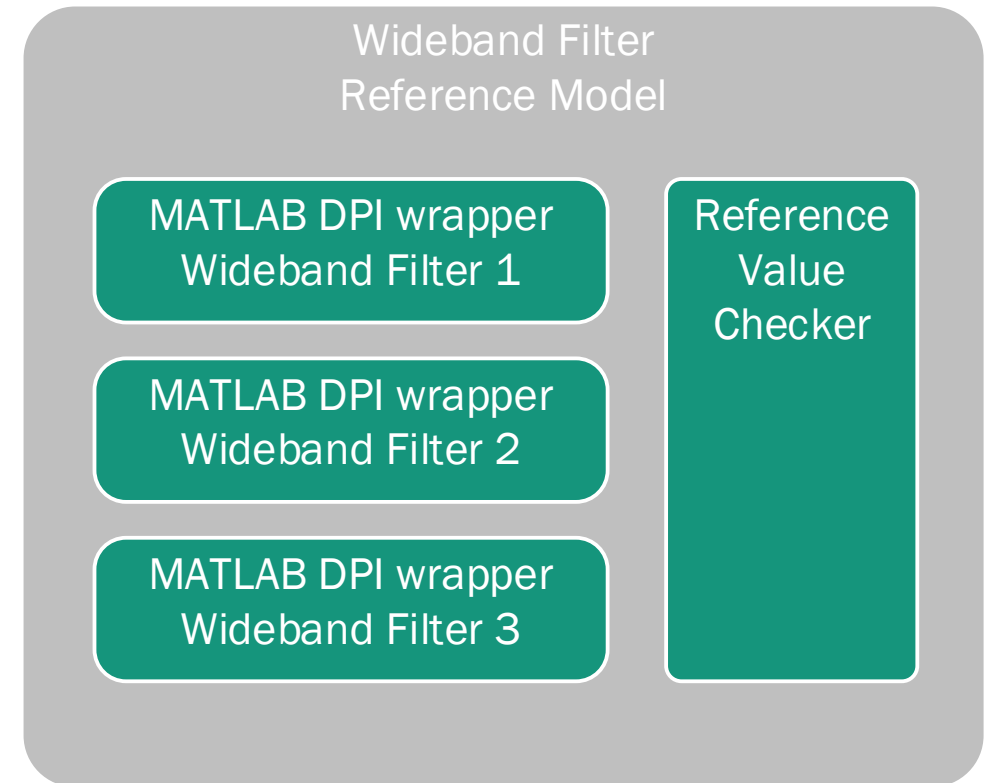 Wideband Filter
Reference Model
MATLAB DPI wrapper
Wideband Filter 1
MATLAB DPI wrapper
Wideband Filter 2
MATLAB DPI wrapper
Wideband Filter 3
Reference
Value
Checker